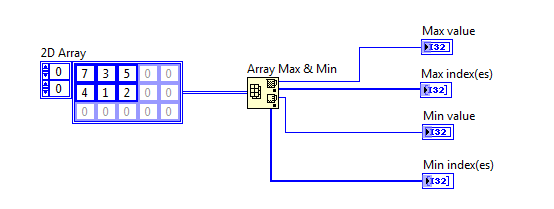 Max value
I32
2D Array
0 7 3 5 0 0
0 4 1 2 0 0
0 0 0 0 0
Array Max & Min
Max index(es)
I32
Min value
I32
Min index(es)
I32